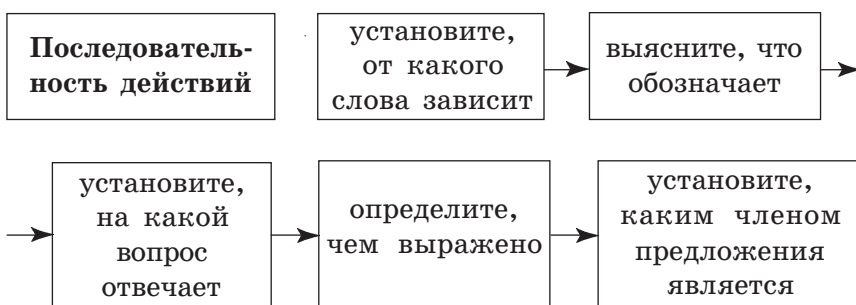 Последователь-
ность действий
установите,
от какого
слова зависит
выясните, что
обозначает
установите,
на какой
вопрос
отвечает
определите,
чем выражено
установите,
каким членом
предложения
является